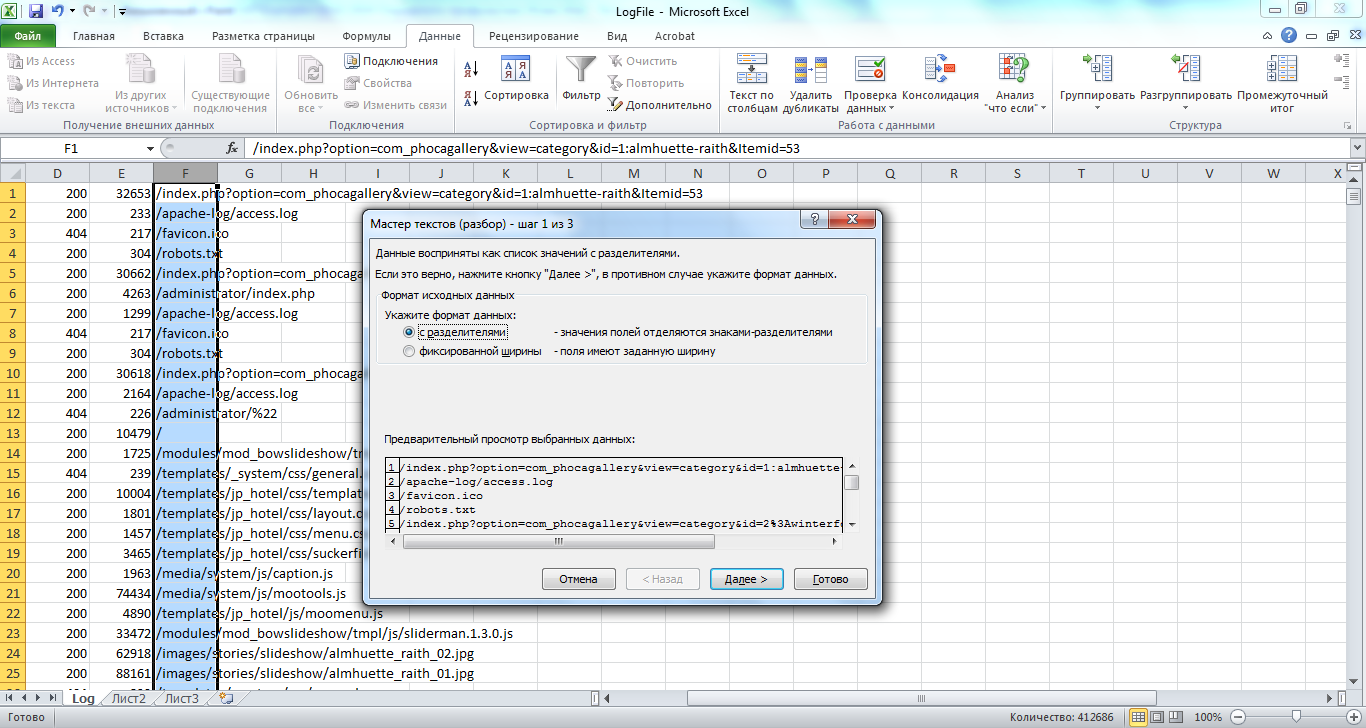 LogFile - Microsoft Excel
Файл Главная Вставка Разметка страницы Формулы Данные Рецензирование Вид Acrobat
Из Access
Из Интернета
Из текста
Из других источников
Существующие подключения
Получение внешних данных
Обновить все
Подключения
Свойства
Изменить связи
Подключения
Сортировка
Фильтр
Очистить
Повторить
Дополнительно
Сортировка и фильтр
Текст по столбцам
Удалить дубликаты
Проверка данных
Консолидация
Анализ "что если"
Работа с данными
Группировать
Разгруппировать
Промежуточный итог
Структура
F1 fx /index.php?option=com_phocagallery&view=category&id=1:almhuette-raith&Itemid=53
D E F G H I J K L M N O P Q R S T U V W X
1 200 32653 /index.php?option=com_phocagallery&view=category&id=1:almhuette-raith&Itemid=53
2 200 233 /apache-log/access.log
3 404 217 /favicon.ico
4 200 304 /robots.txt
5 200 30662 /index.php?option=com_phocaga
6 200 4263 /administrator/index.php
7 200 1299 /apache-log/access.log
8 404 217 /favicon.ico
9 200 304 /robots.txt
10 200 30618 /index.php?option=com_phocaga
11 200 2164 /apache-log/access.log
12 404 226 /administrator/%22
13 200 10479 /
14 200 1725 /modules/mod_bowslideshow/t
15 404 239 /templates/_system/css/general.
16 200 10004 /templates/jp_hotel/css/templat
17 200 1801 /templates/jp_hotel/css/layout.c
18 200 1457 /templates/jp_hotel/css/menu.cs
19 200 3465 /templates/jp_hotel/css/suckerfi
20 200 1963 /media/system/js/caption.js
21 200 74434 /media/system/js/mootools.js
22 200 4890 /templates/jp_hotel/js/moomenu.js
23 200 33472 /modules/mod_bowslideshow/tmpl/js/sliderman.1.3.0.js
24 200 62918 /images/stories/slideshow/almhuette_raith_02.jpg
25 200 88161 /images/stories/slideshow/almhuette_raith_01.jpg
Мастер текстов (разбор) - шаг 1 из 3
Данные восприняты как список значений с разделителями.
Если это верно, нажмите кнопку "Далее >", в противном случае укажите формат данных.
Формат исходных данных
Укажите формат данных:
с разделителями - значения полей отделяются знаками-разделителями
фиксированной ширины - поля имеют заданную ширину
Предварительный просмотр выбранных данных:
1 /index.php?option=com_phocagallery&view=category&id=1:almhuette-
2 /apache-log/access.log
3 /favicon.ico
4 /robots.txt
5 /index.php?option=com_phocagallery&view=category&id=2%3Awinterfe
Отмена < Назад Далее > Готово
Log Лист2 Лист3
Готово Количество: 412686 100%